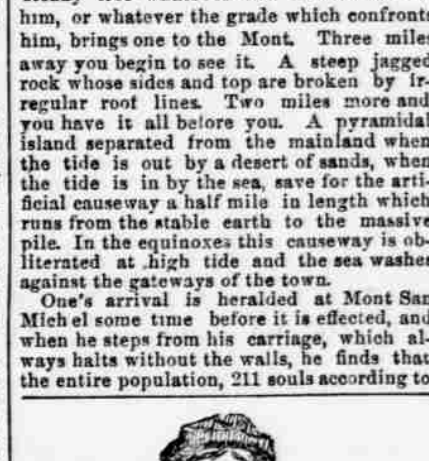 him, or whatever the grade which confronts
him, brings one to the Mont. Three miles
away you begin to see it. A steep jagged
rock whose sides and top are broken by ir-
regular roof lines. Two miles more and
you have it all before you. A pyramidal
island separated from the mainland when
the tide is out by a desert of sands, when
the tide is in by the sea, save for the arti-
ficial causeway a half mile in length which
runs from the stable earth to the massive
pile. In the equinoxes this causeway is ob-
literated at high tide and the sea washes
against the gateways of the town.
One's arrival is heralded at Mont San
Mich el some time before it is effected, and
when he steps from his carriage, which al-
ways halts without the walls, he finds that
the entire population, 211 souls according to